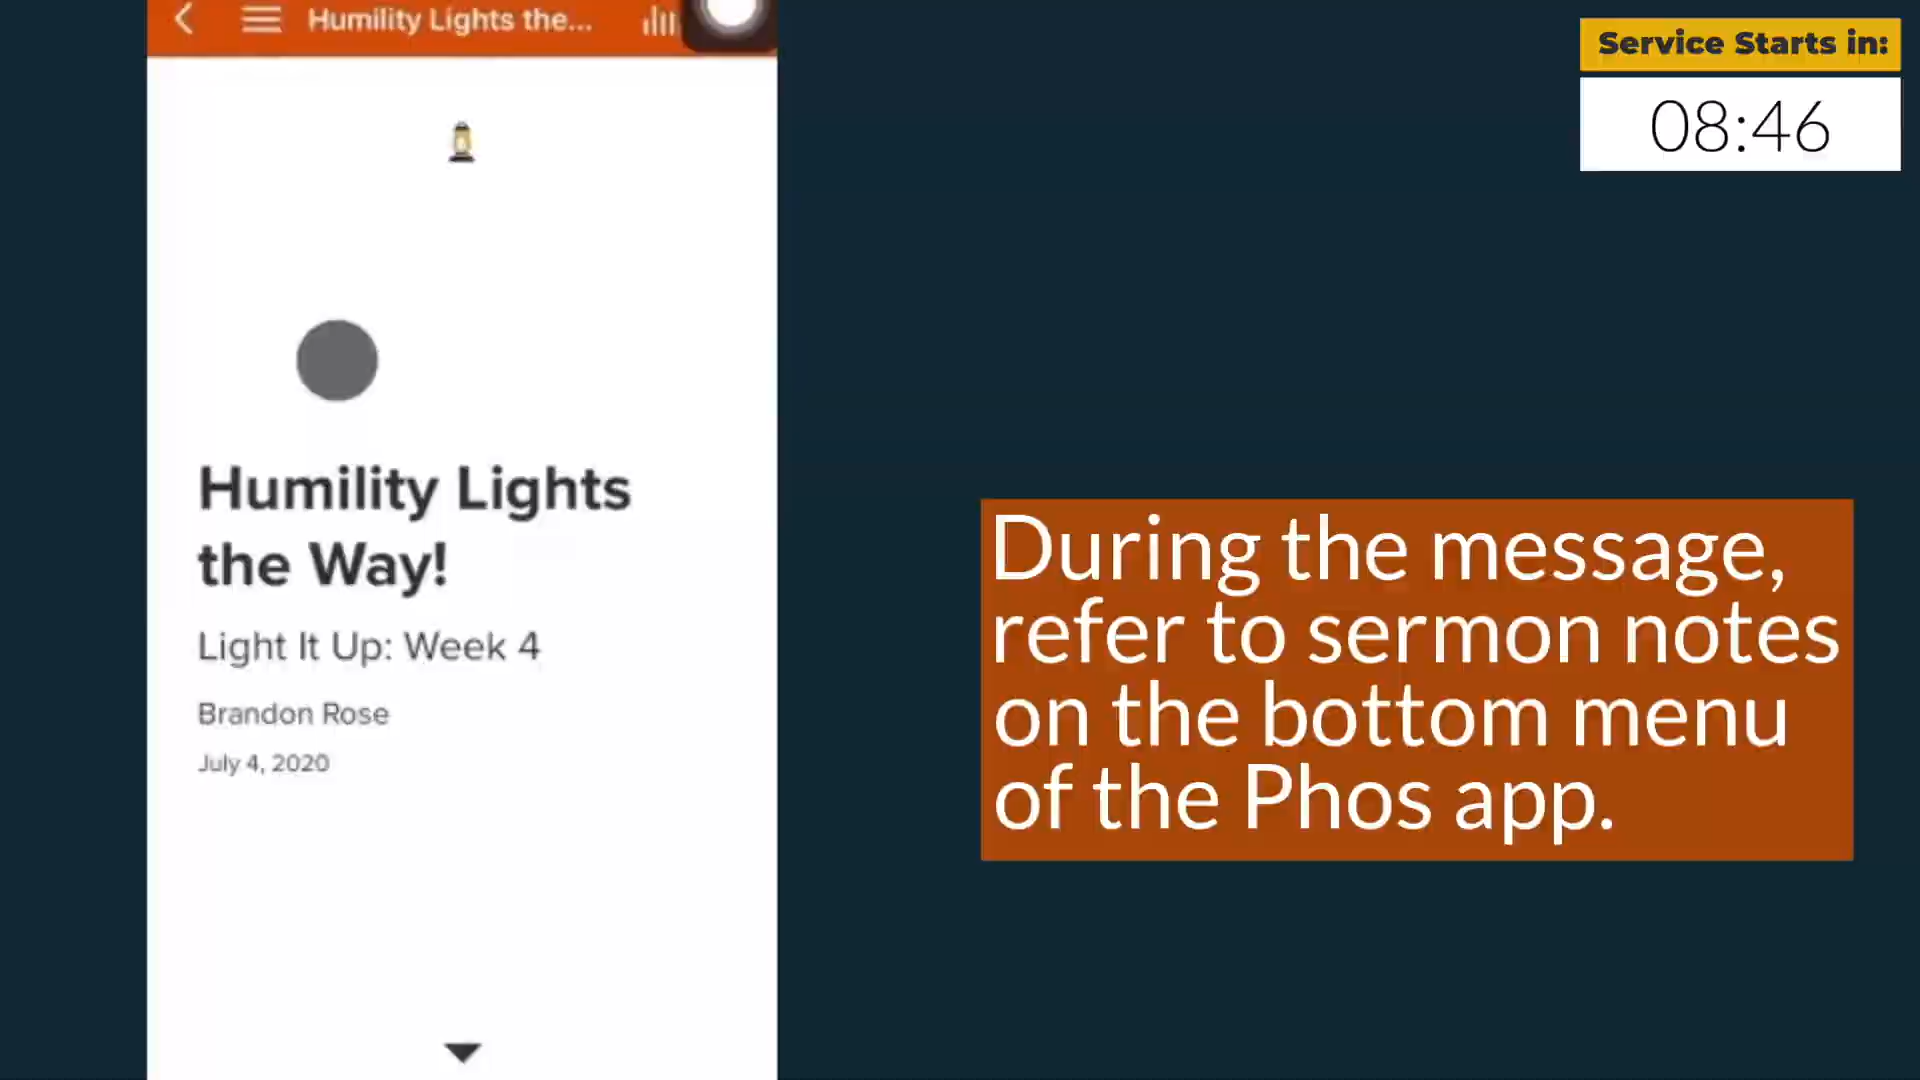 Humility Lights the...
Humility Lights
the Way!
Light It Up: Week 4
Brandon Rose
July 4, 2020
Service Starts in:
08:46
During the message,
refer to sermon notes
on the bottom menu
of the Phos app.